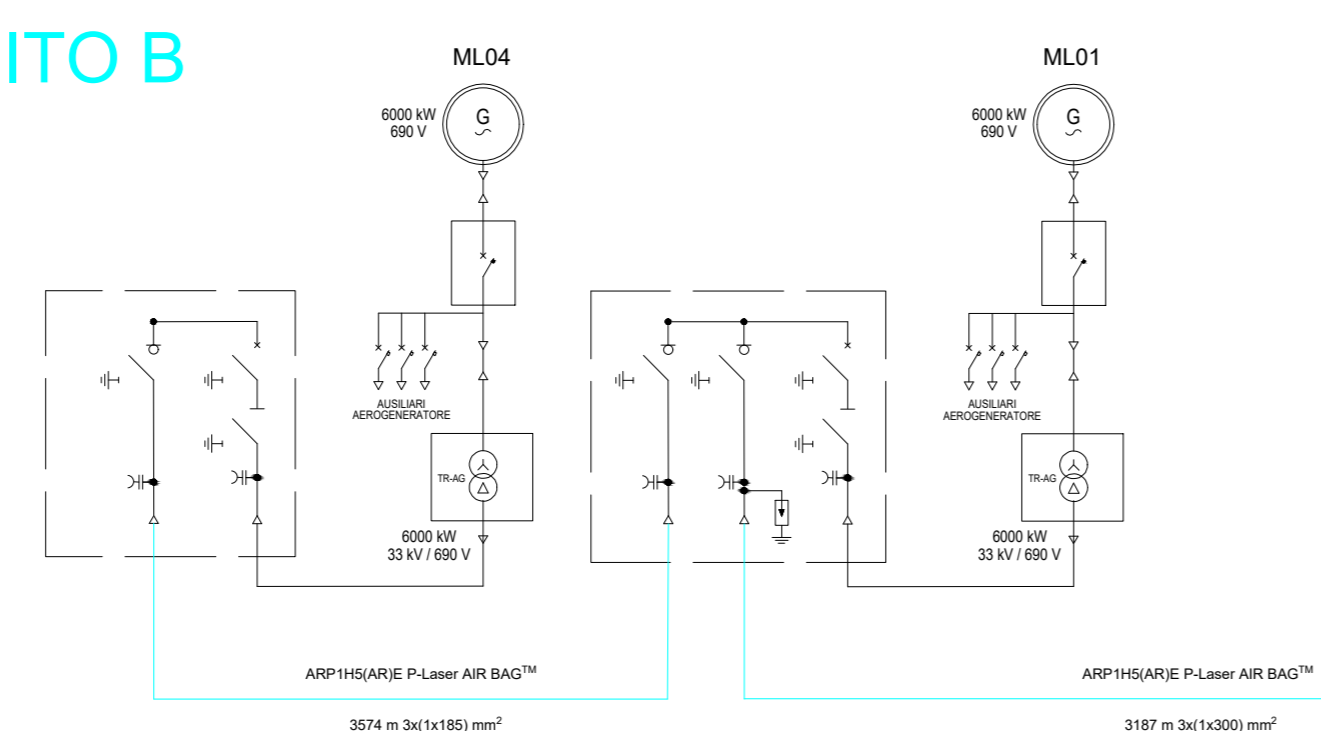 ITO B
ML04
6000 kW
690 V
G
AUSILIARI
AEROGENERATORE
TR-AG
6000 kW
33 kV / 690 V
ML01
6000 kW
690 V
G
AUSILIARI
AEROGENERATORE
TR-AG
6000 kW
33 kV / 690 V
ARP1H5(AR)E P-Laser AIR BAG™
3574 m 3x(1x185) mm²
ARP1H5(AR)E P-Laser AIR BAG™
3187 m 3x(1x300) mm²